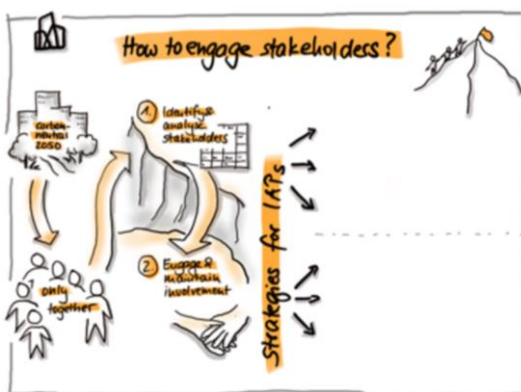 How to engage stakeholders?
carbon-
neutral
2050
only
together
1.
Identify &
analyse
stakeholders
2.
Engage &
maintain
involvement
Strategies for IAPs